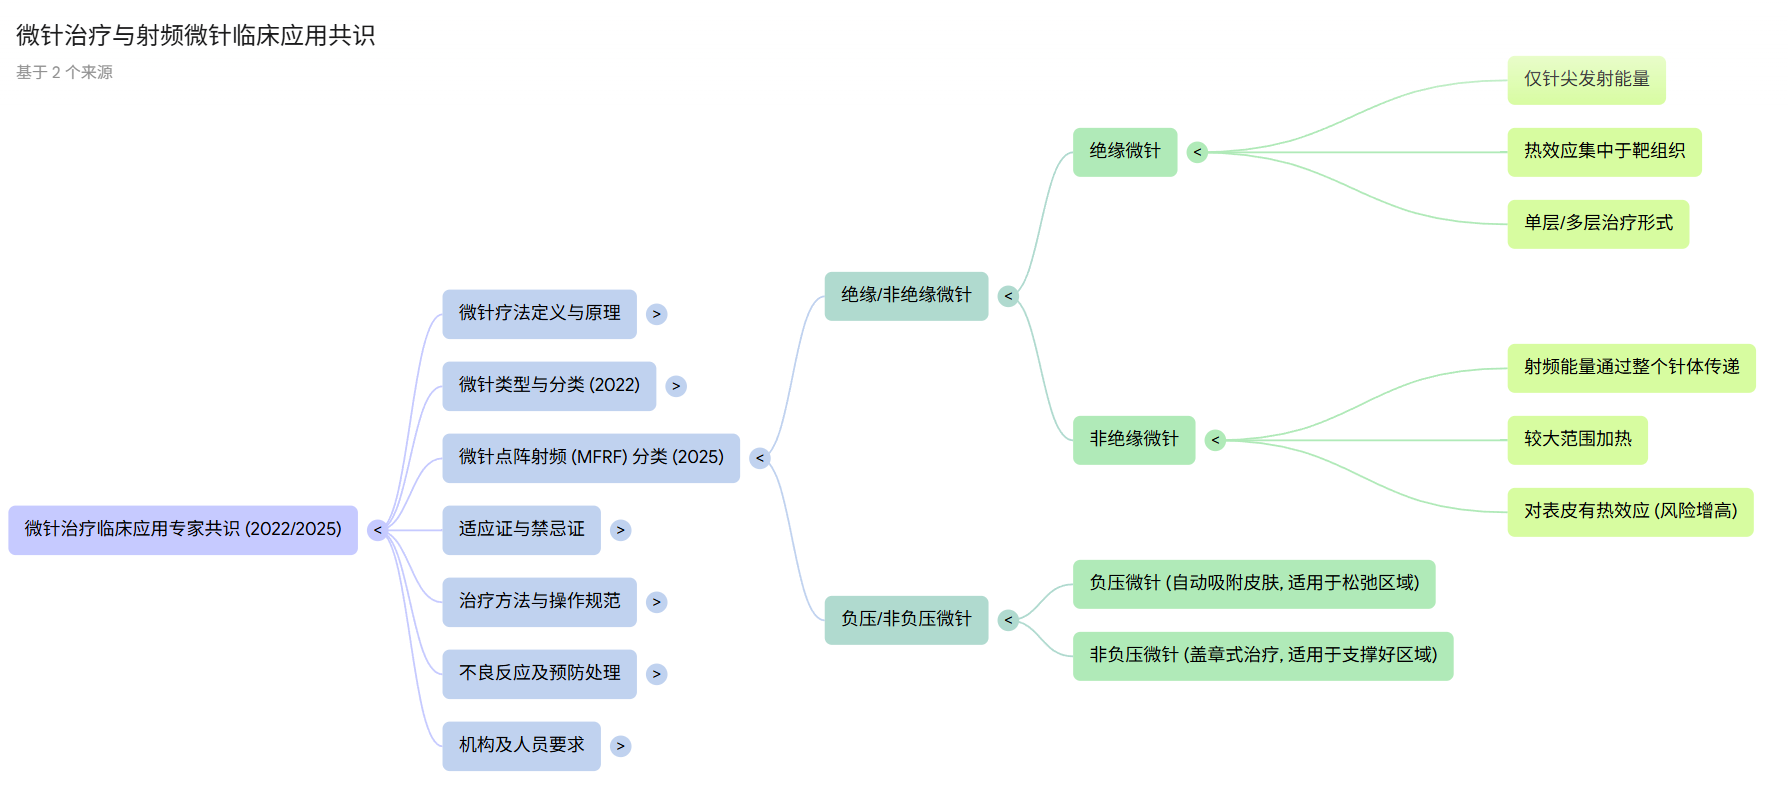 微针治疗与射频微针临床应用共识
基于 2 个来源
微针治疗临床应用专家共识 (2022/2025)
<
微针疗法定义与原理
>
微针类型与分类 (2022)
>
微针点阵射频 (MFRF) 分类 (2025)
<
绝缘/非绝缘微针
<
绝缘微针
<
仅针尖发射能量
热效应集中于靶组织
单层/多层治疗形式
非绝缘微针
<
射频能量通过整个针体传递
较大范围加热
对表皮有热效应 (风险增高)
负压/非负压微针
<
负压微针 (自动吸附皮肤, 适用于松弛区域)
非负压微针 (盖章式治疗, 适用于支撑好区域)
适应证与禁忌证
>
治疗方法与操作规范
>
不良反应及预防处理
>
机构及人员要求
>